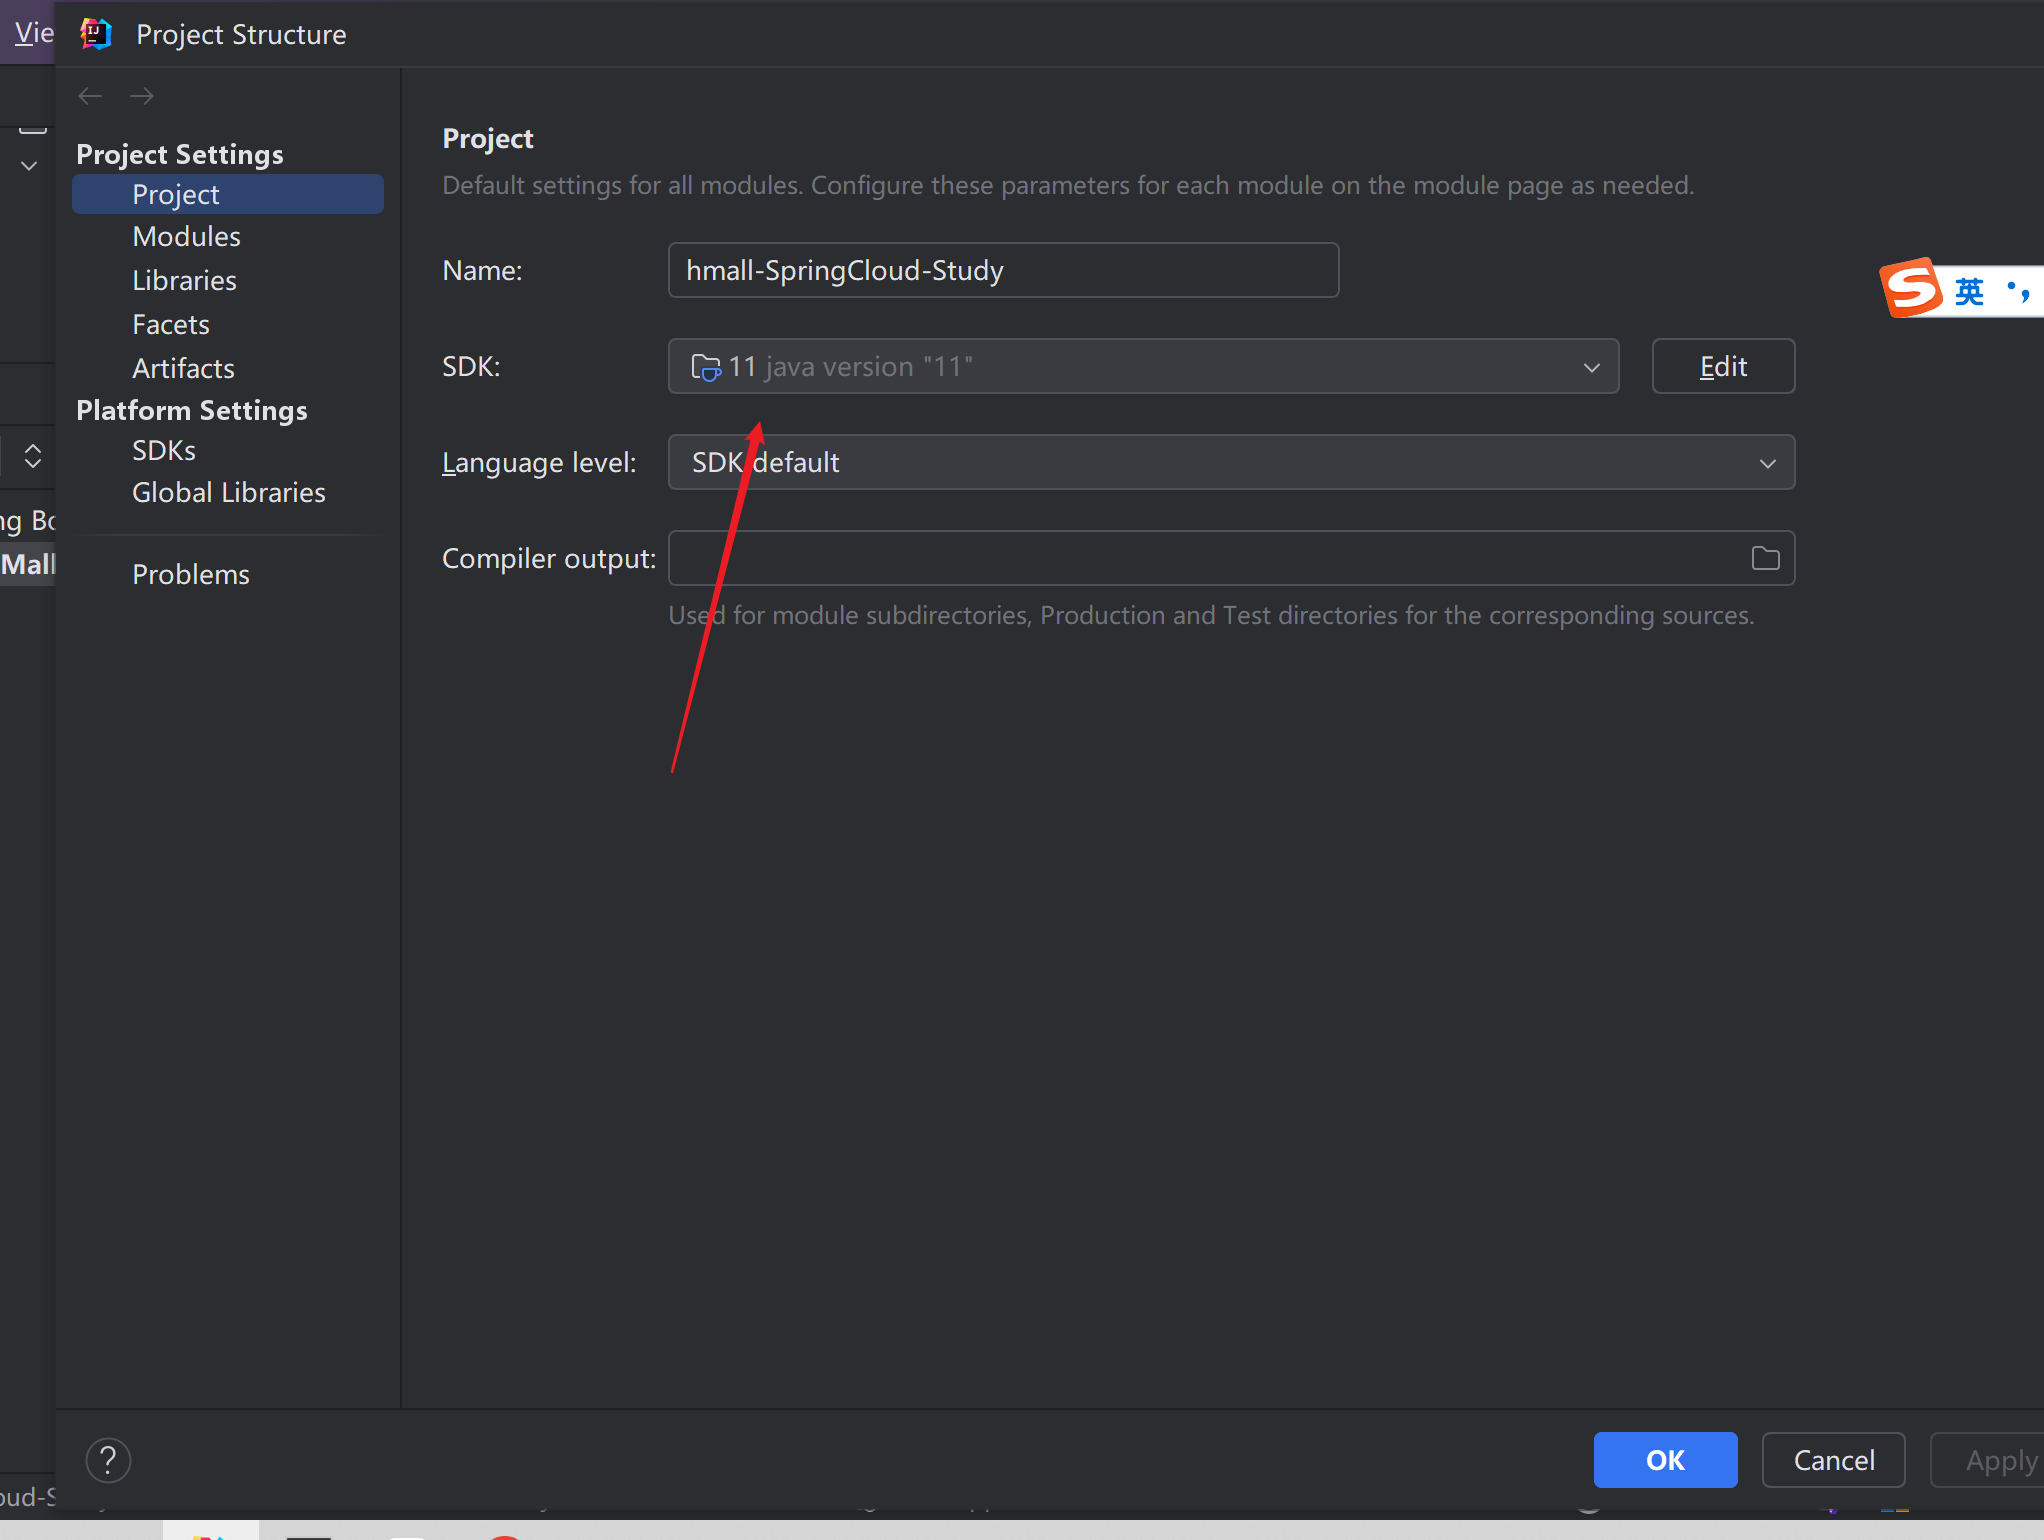 Vie
Project Structure
Project Settings
Project
Modules
Libraries
Facets
Artifacts
Platform Settings
SDKs
Global Libraries
Problems
Project
Default settings for all modules. Configure these parameters for each module on the module page as needed.
Name:
hmall-SpringCloud-Study
SDK:
11 java version "11"
Edit
Language level:
SDK default
Compiler output:
Used for module subdirectories, Production and Test directories for the corresponding sources.
英
ng Bo
Mall
oud-S
?
OK
Cancel
Apply